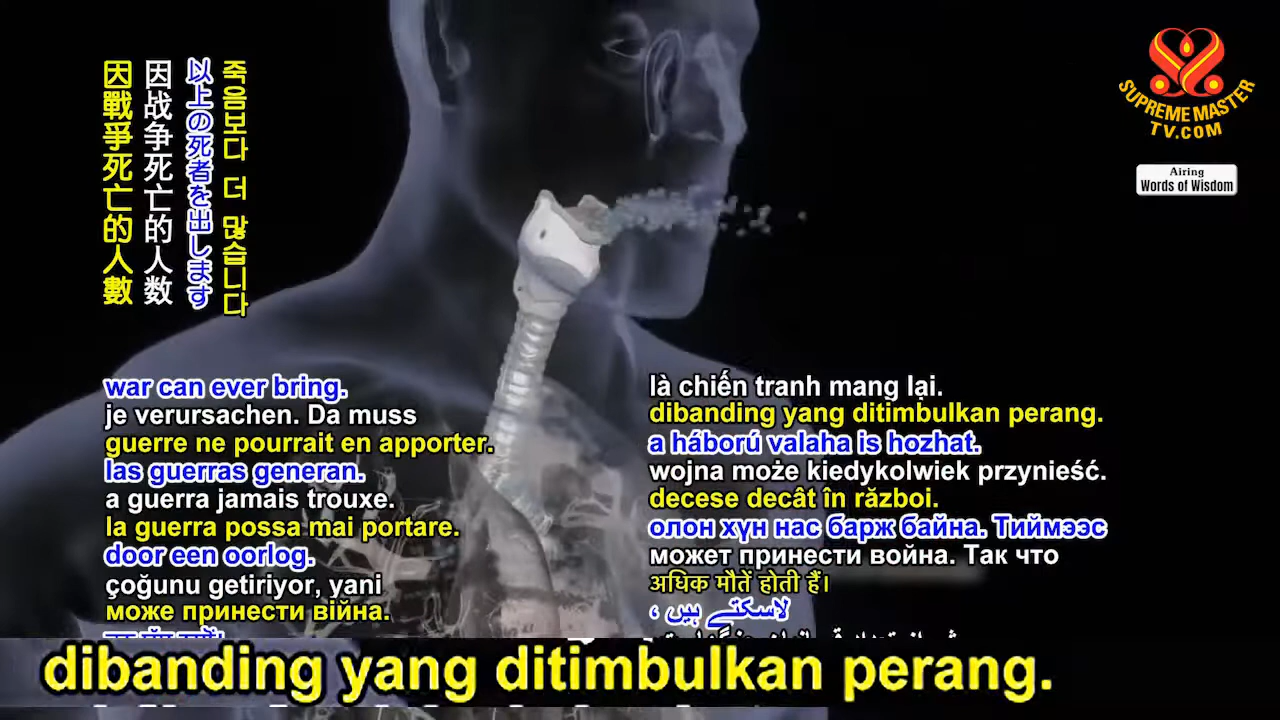 因戰爭死亡的人數
因战争死亡的人数
以上の死者を出します
죽음보다 더 많습니다
SUPREME MASTER
TV.COM
Airing
Words of Wisdom
war can ever bring.
je verursachen. Da muss
guerre ne pourrait en apporter.
las guerras generan.
a guerra jamais trouxe.
la guerra possa mai portare.
door een oorlog.
çoğunu getiriyor, yani
може принести війна.
là chiến tranh mang lại.
dibanding yang ditimbulkan perang.
a háború valaha is hozhat.
wojna może kiedykolwiek przynieść.
decese decât în război.
олон хүн нас барж байна. Тиймээс
может принести война. Так что
अधिक मौतें होती हैं।
لاسکتے ہیں ،
dibanding yang ditimbulkan perang.